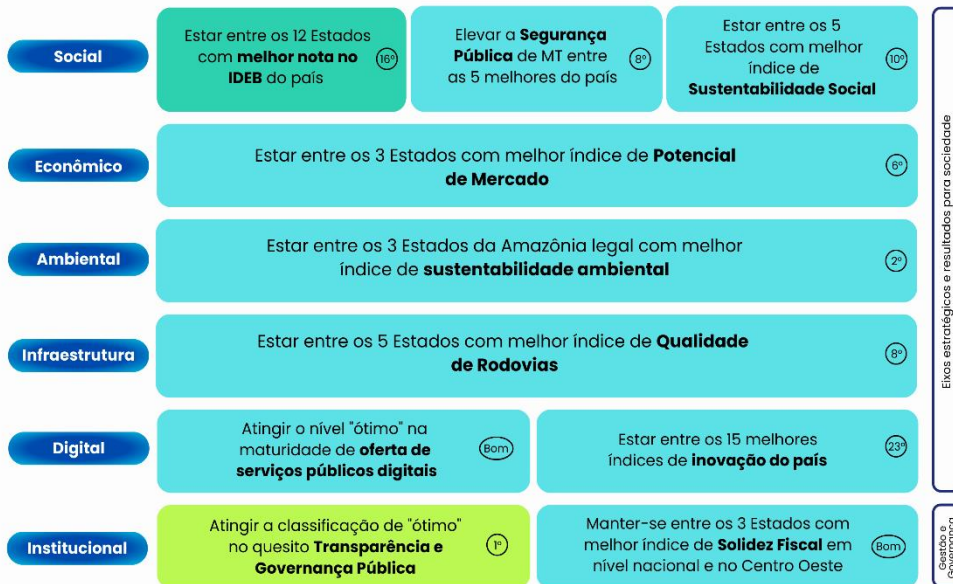 Social
Estar entre os 12 Estados
com melhor nota no
IDEB do país
16º
Elevar a Segurança
Pública de MT entre
as 5 melhores do país
8º
Estar entre os 5
Estados com melhor
índice de
Sustentabilidade Social
10º
Econômico
Estar entre os 3 Estados com melhor índice de Potencial
de Mercado
6º
Ambiental
Estar entre os 3 Estados da Amazônia legal com melhor
índice de sustentabilidade ambiental
2º
Infraestrutura
Estar entre os 5 Estados com melhor índice de Qualidade
de Rodovias
8º
Digital
Atingir o nível "ótimo" na
maturidade de oferta de
serviços públicos digitais
Bom
Estar entre os 15 melhores
índices de inovação do país
23º
Institucional
Atingir a classificação de "ótimo"
no quesito Transparência e
Governança Pública
1º
Manter-se entre os 3 Estados com
melhor índice de Solidez Fiscal em
nível nacional e no Centro Oeste
Bom
Eixos estratégicos e resultados para sociedade
Gestão e
Governança